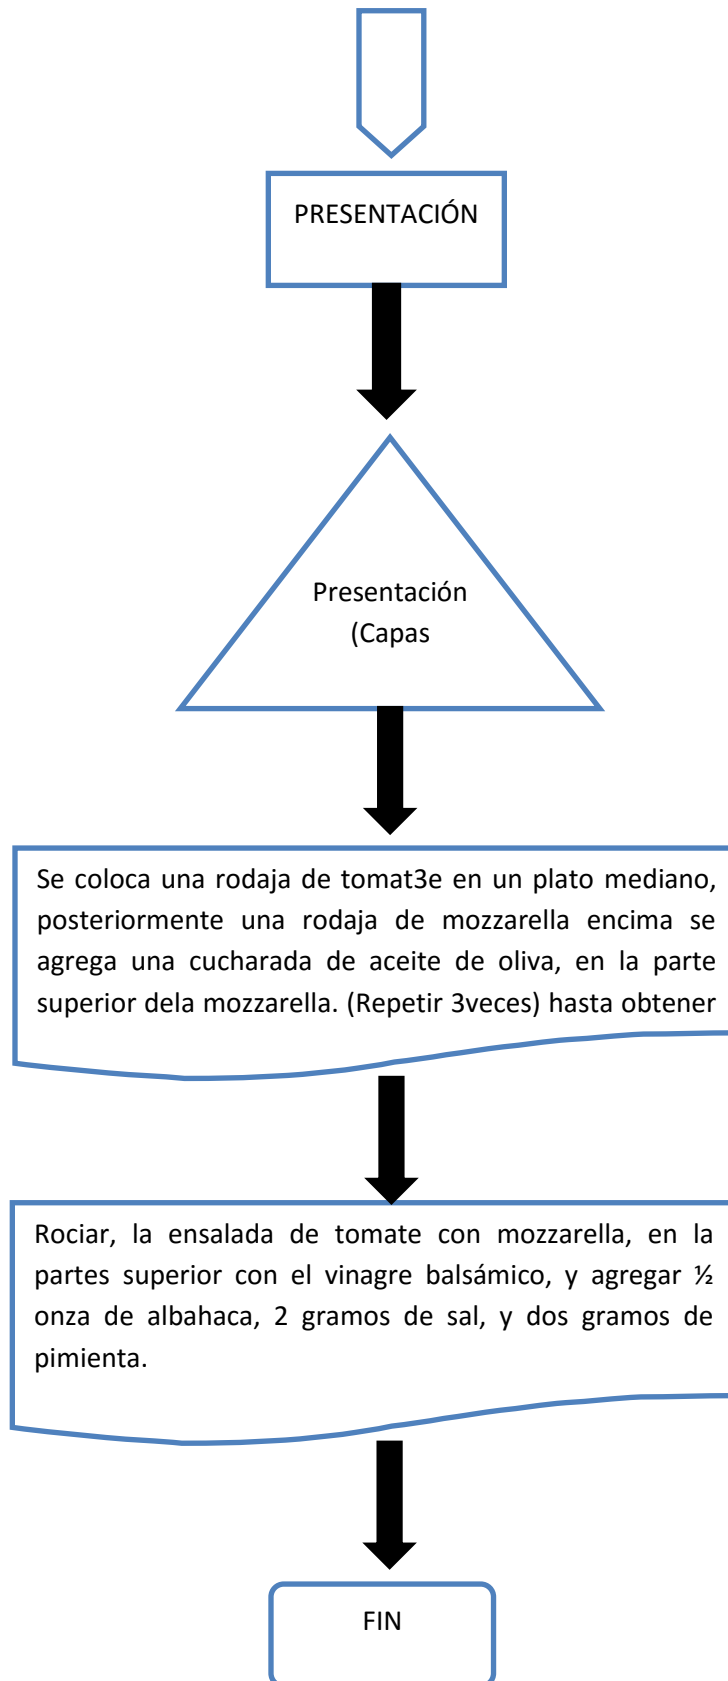 PRESENTACIÓN
Presentación
(Capas
Se coloca una rodaja de tomat3e en un plato mediano,
posteriormente una rodaja de mozzarella encima se
agrega una cucharada de aceite de oliva, en la parte
superior dela mozzarella. (Repetir 3veces) hasta obtener
Rociar, la ensalada de tomate con mozzarella, en la
partes superior con el vinagre balsámico, y agregar ½
onza de albahaca, 2 gramos de sal, y dos gramos de
pimienta.
FIN